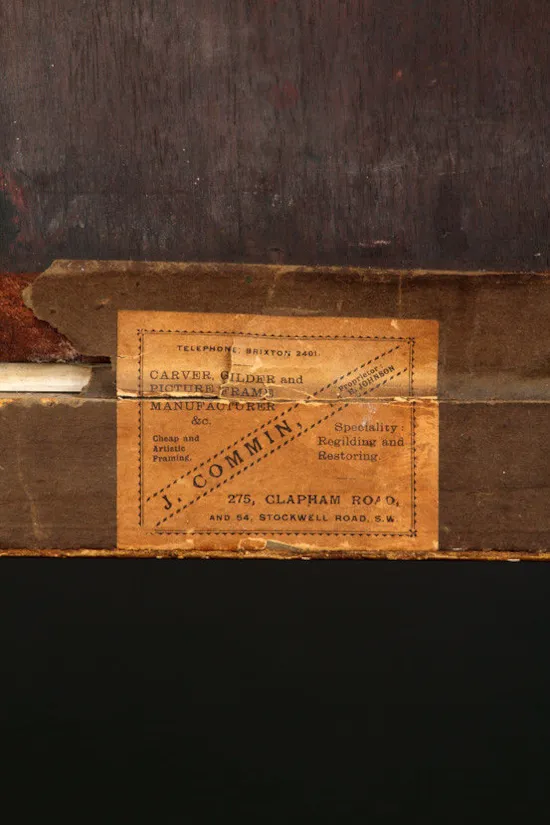 TELEPHONE, BRIXTON 2401.
CARVER, GILDER and
PICTURE FRAME
MANUFACTURER
&c.
Cheap and
Artistic
Framing.
J. COMMIN,
Proprietor
H. JOHNSON
Speciality:
Regilding and
Restoring.
275, CLAPHAM ROAD,
AND 54, STOCKWELL ROAD, S.W